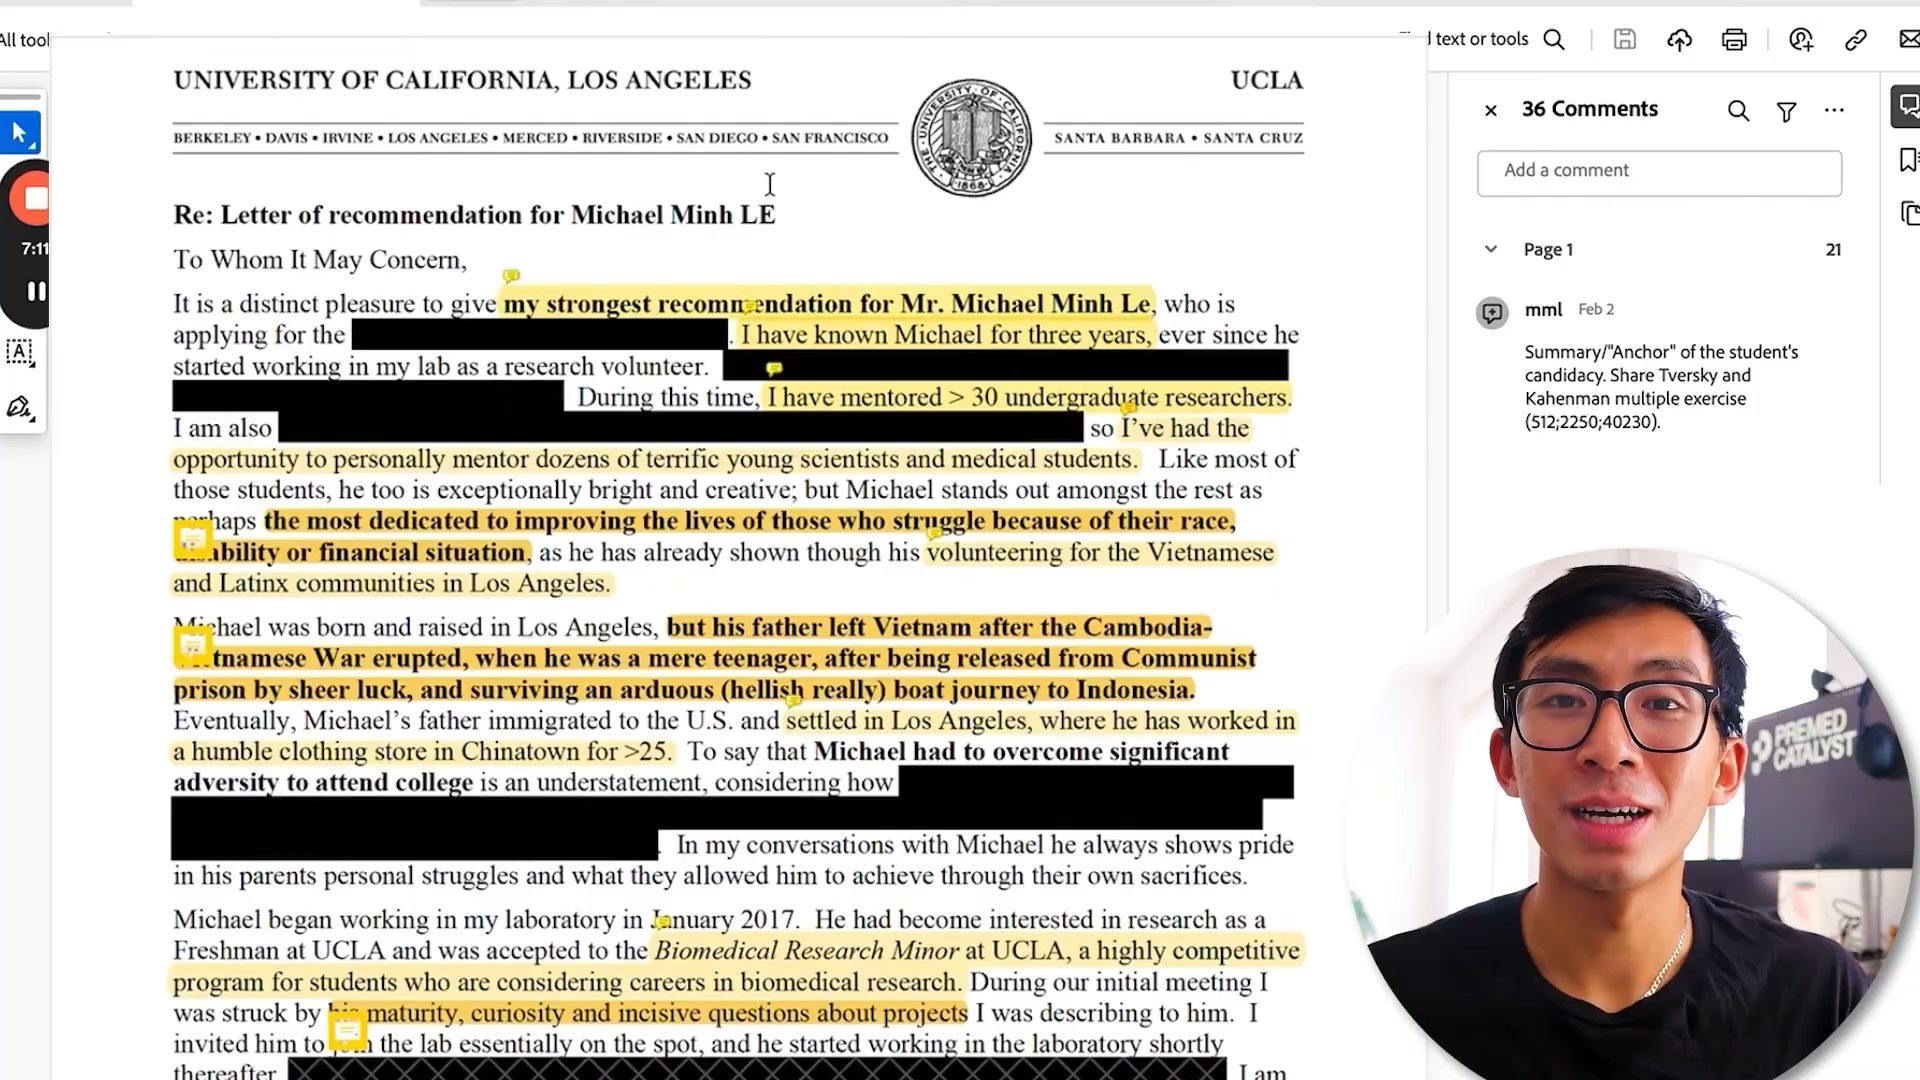 All tool
text or tools
7:11
UNIVERSITY OF CALIFORNIA, LOS ANGELES
UCLA
BERKELEY • DAVIS • IRVINE • LOS ANGELES • MERCED • RIVERSIDE • SAN DIEGO • SAN FRANCISCO
SANTA BARBARA • SANTA CRUZ
THE UNIVERSITY OF CALIFORNIA
1868
Re: Letter of recommendation for Michael Minh LE
To Whom It May Concern,
It is a distinct pleasure to give my strongest recommendation for Mr. Michael Minh Le, who is
applying for the . I have known Michael for three years, ever since he
started working in my lab as a research volunteer.
During this time, I have mentored > 30 undergraduate researchers.
I am also so I've had the
opportunity to personally mentor dozens of terrific young scientists and medical students. Like most of
those students, he too is exceptionally bright and creative; but Michael stands out amongst the rest as
perhaps the most dedicated to improving the lives of those who struggle because of their race,
ability or financial situation, as he has already shown though his volunteering for the Vietnamese
and Latinx communities in Los Angeles.
Michael was born and raised in Los Angeles, but his father left Vietnam after the Cambodia-
tnamese War erupted, when he was a mere teenager, after being released from Communist
prison by sheer luck, and surviving an arduous (hellish really) boat journey to Indonesia.
Eventually, Michael's father immigrated to the U.S. and settled in Los Angeles, where he has worked in
a humble clothing store in Chinatown for >25. To say that Michael had to overcome significant
adversity to attend college is an understatement, considering how
. In my conversations with Michael he always shows pride
in his parents personal struggles and what they allowed him to achieve through their own sacrifices.
Michael began working in my laboratory in January 2017. He had become interested in research as a
Freshman at UCLA and was accepted to the Biomedical Research Minor at UCLA, a highly competitive
program for students who are considering careers in biomedical research. During our initial meeting I
was struck by his maturity, curiosity and incisive questions about projects I was describing to him. I
invited him to join the lab essentially on the spot, and he started working in the laboratory shortly
thereafter. I am
36 Comments
Add a comment
Page 1
21
mml Feb 2
Summary/"Anchor" of the student's
candidacy. Share Tversky and
Kahenman multiple exercise
(512;2250;40230).
PREMED
CATALYST